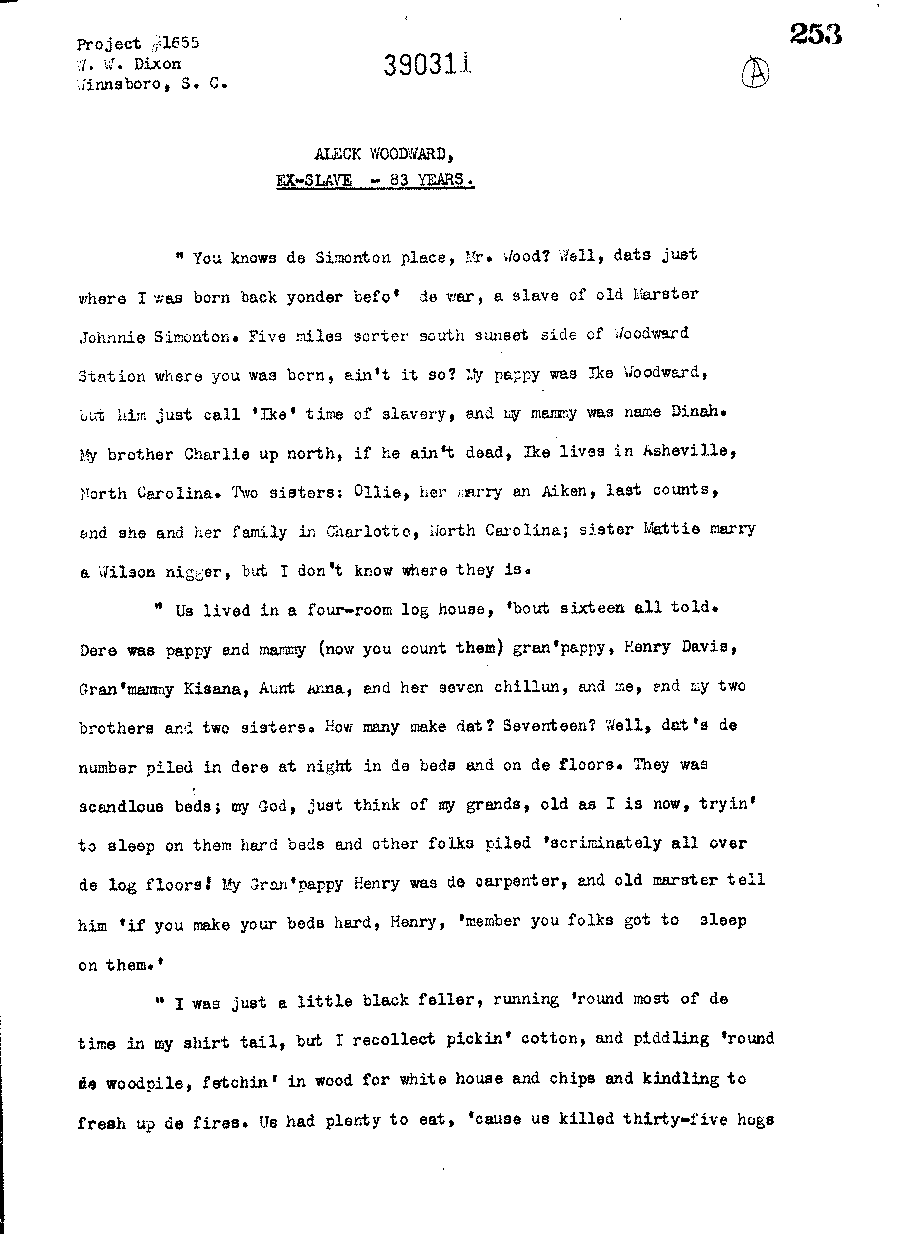 253
Project #1655
W. W. Dixon
Winnsboro, S. C.
390311
A
ALECK WOODWARD,
EX-SLAVE - 83 YEARS.
" You knows de Simonton place, Mr. Wood? Well, dats just
where I was born back yonder befo' de war, a slave of old Marster
Johnnie Simonton. Five miles sorter south sunset side of Woodward
Station where you was born, ain't it so? My pappy was Ike Woodward,
but him just call 'Ike' time of slavery, and my mammy was name Dinah.
My brother Charlie up north, if he ain't dead, Ike lives in Asheville,
North Carolina. Two sisters: Ollie, her marry an Aiken, last counts,
and she and her family in Charlotte, North Carolina; sister Mattie marry
a Wilson nigger, but I don't know where they is.
" Us lived in a four-room log house, 'bout sixteen all told.
Dere was pappy and mammy (now you count them) gran'pappy, Henry Davis,
Gran'mammy Kisana, Aunt Anna, and her seven chillun, and me, and my two
brothers and two sisters. How many make dat? Seventeen? Well, dat's de
number piled in dere at night in de beds and on de floors. They was
scandlous beds; my God, just think of my grands, old as I is now, tryin'
to sleep on them hard beds and other folks piled 'scriminately all over
de log floors! My Gran'pappy Henry was de carpenter, and old marster tell
him 'if you make your beds hard, Henry, 'member you folks got to sleep
on them.'
" I was just a little black feller, running 'round most of de
time in my shirt tail, but I recollect pickin' cotton, and piddling 'round
de woodpile, fetchin' in wood for white house and chips and kindling to
fresh up de fires. Us had plenty to eat, 'cause us killed thirty-five hogs